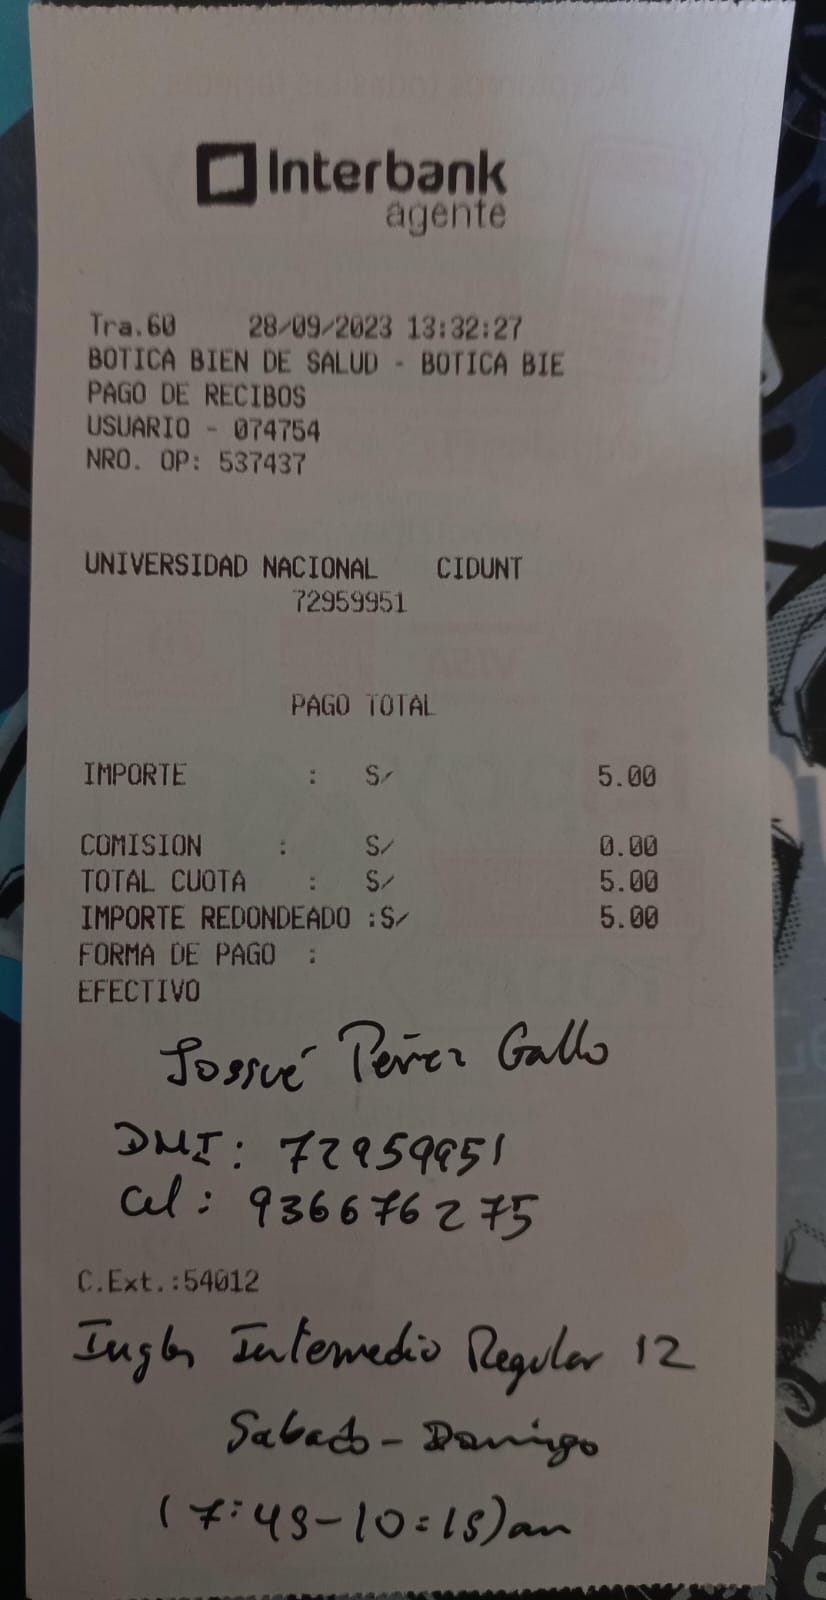 Interbank
agente
Tra.60 28/09/2023 13:32:27
BOTICA BIEN DE SALUD - BOTICA BIE
PAGO DE RECIBOS
USUARIO - 074754
NRO. OP: 537437
UNIVERSIDAD NACIONAL CIDUNT
72959951
PAGO TOTAL
IMPORTE : S/ 5.00
COMISION : S/ 0.00
TOTAL CUOTA : S/ 5.00
IMPORTE REDONDEADO :S/ 5.00
FORMA DE PAGO :
EFECTIVO
Gallo
DNI: 72959951
Cel: 936676275
C.Ext.:54012
Ingles Intermedio Regular 12
Sabado - Domingo
(7:45-10:15)am